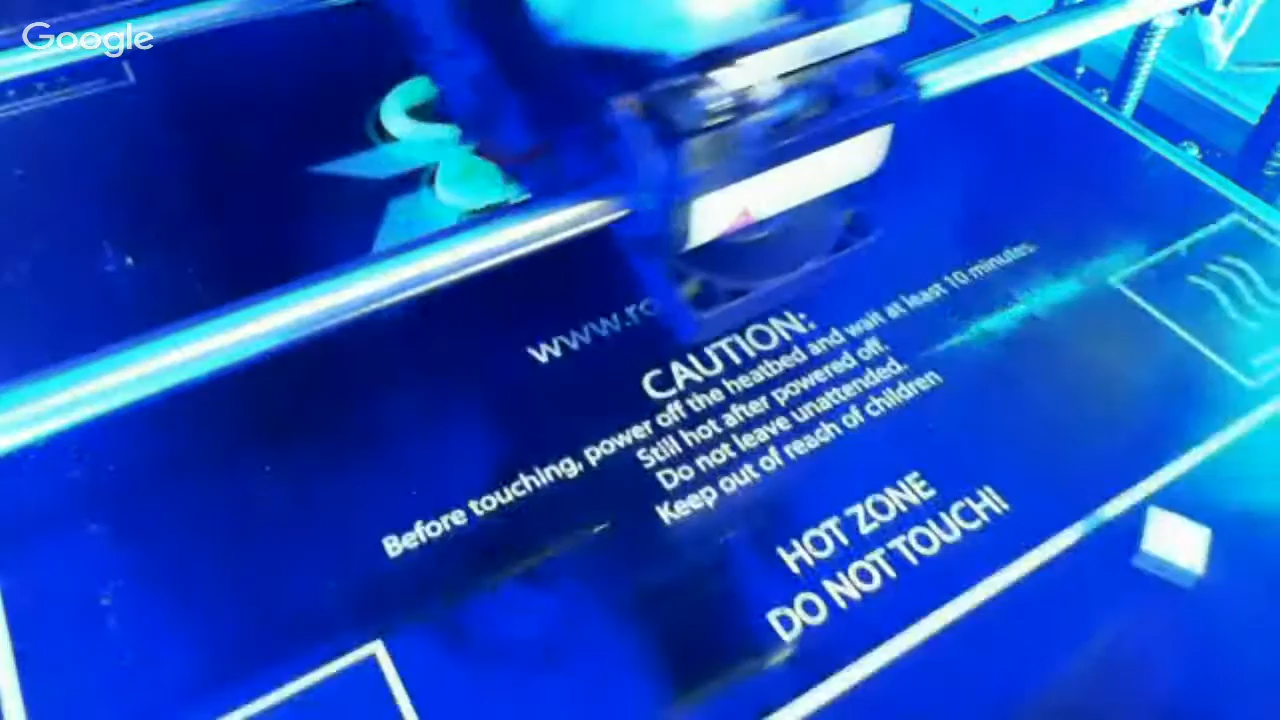 Google
CAUTION:
Before touching, power off the heatbed and wait at least 10 minutes.
Still hot after powered off.
Do not leave unattended.
Keep out of reach of children
HOT ZONE
DO NOT TOUCH!